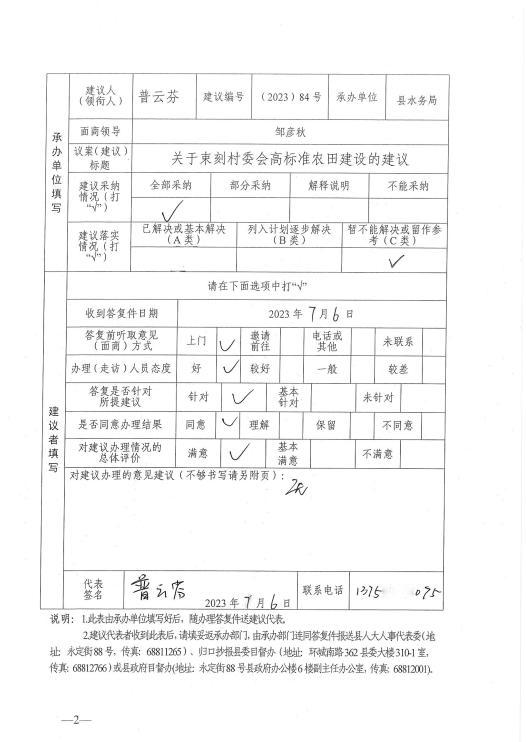 承办单位填写
建议人（领衔人） 普云芬 建议编号 （2023）84号 承办单位 县水务局
面商领导 邹彦秋
议案（建议）标题 关于束刻村委会高标准农田建设的建议
建议采纳情况（打“√”） 全部采纳 部分采纳 解释说明 不能采纳
√
建议落实情况（打“√”） 已解决或基本解决（A类） 列入计划逐步解决（B类） 暂不能解决或留作参考（C类）
√
建议者填写
请在下面选项中打“√”
收到答复件日期 2023年7月6日
答复前听取意见（面商）方式 上门 √ 邀请前往 电话或其他 未联系
办理（走访）人员态度 好 √ 较好 一般 较差
答复是否针对所提建议 针对 √ 基本针对 未针对
是否同意办理结果 同意 √ 理解 保留 不同意
对建议办理情况的总体评价 满意 √ 基本满意 不满意
对建议办理的意见建议（不够书写请另附页）：
无
代表签名 普云芬 2023年7月6日 联系电话 1375 075
说明：1.此表由承办单位填写好后，随办理答复件送建议代表。
2.建议代表者收到此表后，请填妥返承办部门，由承办部门连同答复件报送县人大人事代表委（地
址：永定街88号，传真：68811265）、归口抄报县委目督办（地址：环城南路362县委大楼310-1室，
传真：68812766）或县政府目督办(地址：永定街88号县政府办公楼6楼副主任办公室，传真：68812001)。
—2—